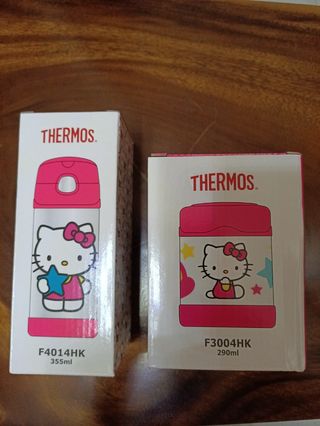 THERMOS®
F4014HK
355ml
THERMOS®
F3004HK
290ml